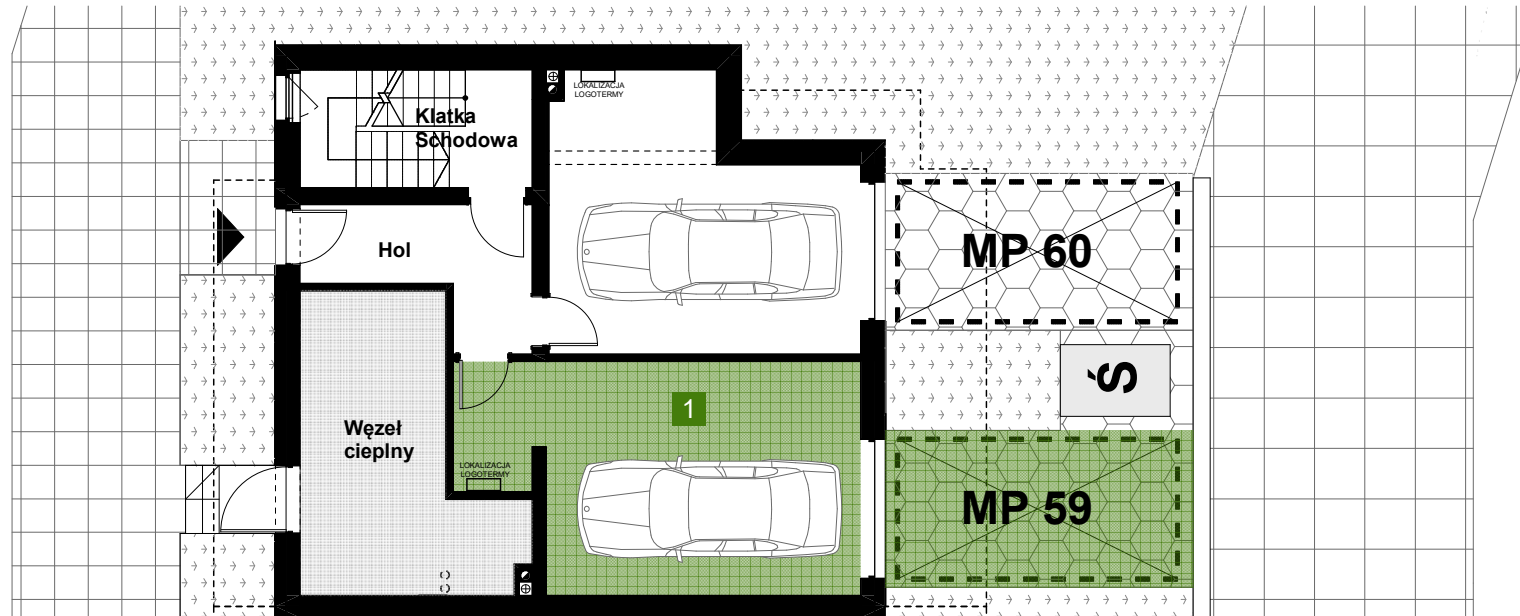 LOKALIZACJA
LOGOTERMY
Klatka
Schodowa
Hol
MP 60
Ś
1
Węzeł
cieplny
LOKALIZACJA
LOGOTERMY
MP 59